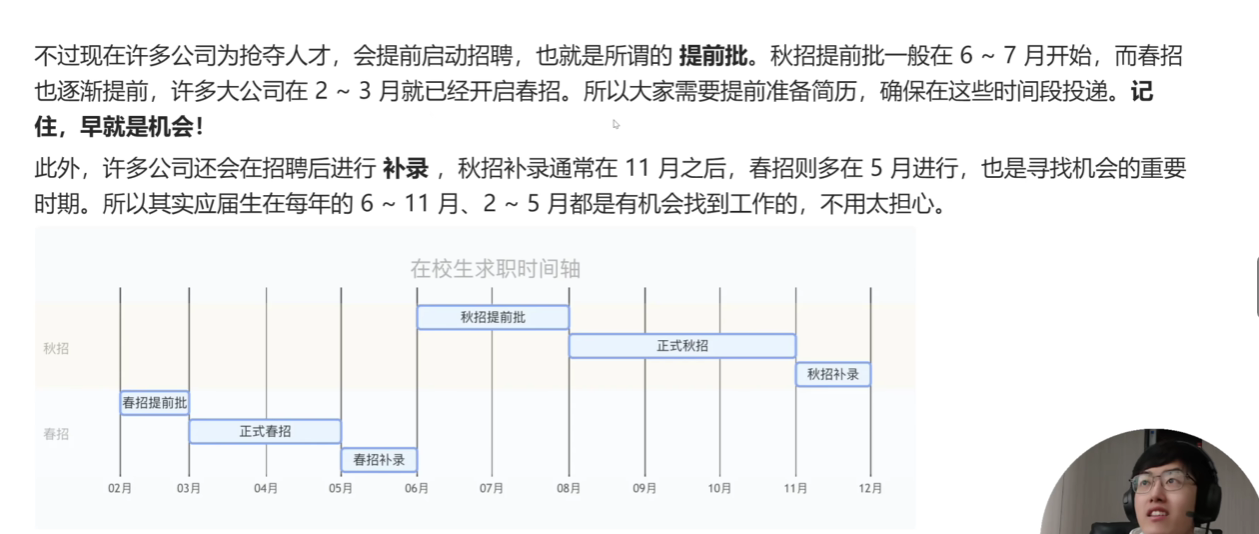 不过现在许多公司为抢夺人才，会提前启动招聘，也就是所谓的 提前批。秋招提前批一般在 6 ~ 7 月开始，而春招
也逐渐提前，许多大公司在 2 ~ 3 月就已经开启春招。所以大家需要提前准备简历，确保在这些时间段投递。记
住，早就是机会！
此外，许多公司还会在招聘后进行 补录 ，秋招补录通常在 11 月之后，春招则多在 5 月进行，也是寻找机会的重要
时期。所以其实应届生在每年的 6 ~ 11 月、2 ~ 5 月都是有机会找到工作的，不用太担心。
在校生求职时间轴
秋招提前批
正式秋招
秋招
秋招补录
春招提前批
正式春招
春招
春招补录
02月 03月 04月 05月 06月 07月 08月 09月 10月 11月 12月